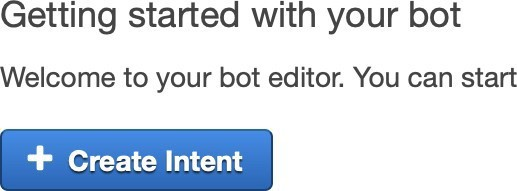 Getting started with your bot
Welcome to your bot editor. You can start
+ Create Intent